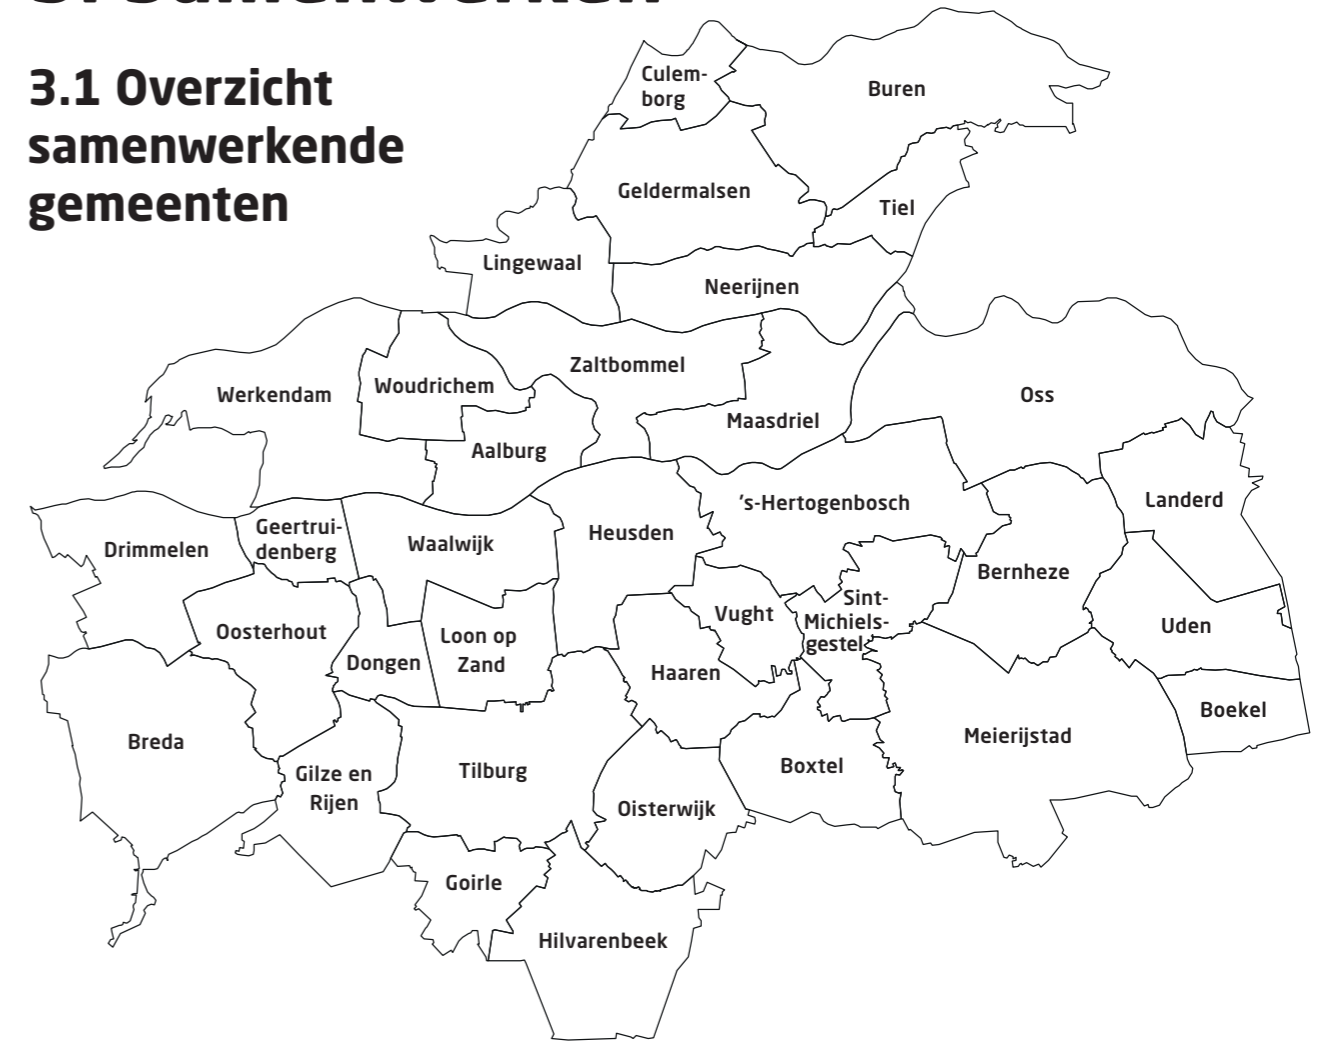 3.1 Overzicht
samenwerkende
gemeenten
Culem-
borg
Buren
Geldermalsen
Tiel
Lingewaal
Neerijnen
Zaltbommel
Werkendam
Woudrichem
Oss
Maasdriel
Aalburg
's-Hertogenbosch
Landerd
Geertrui-
denberg
Heusden
Drimmelen
Waalwijk
Bernheze
Sint-
Michiels-
gestel
Vught
Uden
Oosterhout
Loon op
Zand
Dongen
Haaren
Boekel
Meierijstad
Breda
Boxtel
Tilburg
Gilze en
Rijen
Oisterwijk
Goirle
Hilvarenbeek